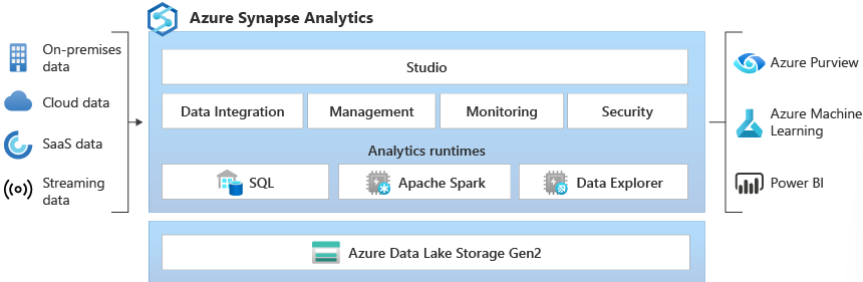 Azure Synapse Analytics
On-premises
data
Cloud data
SaaS data
Streaming
data
Studio
Data Integration
Management
Monitoring
Security
Analytics runtimes
SQL
Apache Spark
Data Explorer
Azure Data Lake Storage Gen2
Azure Purview
Azure Machine
Learning
Power BI